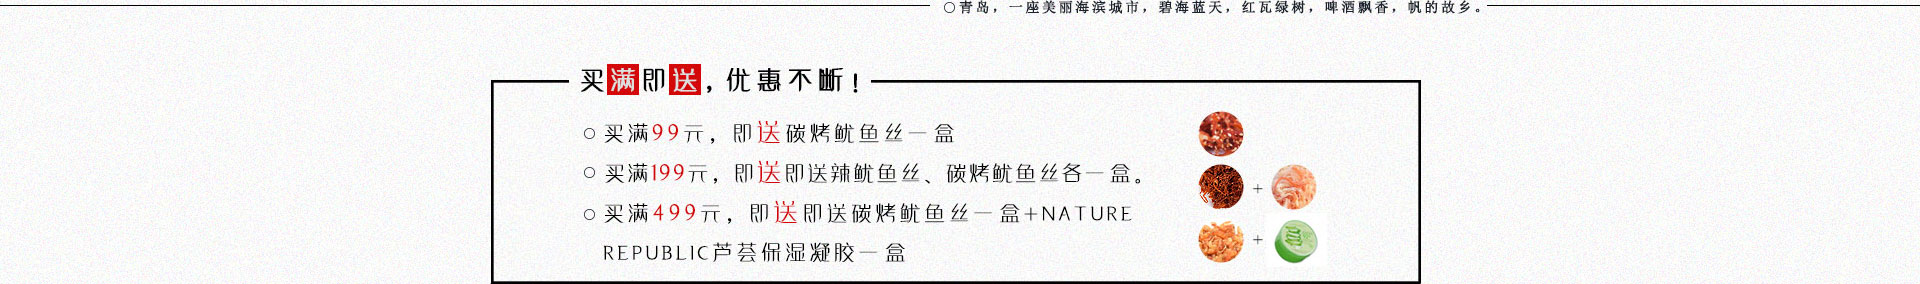 ○青岛，一座美丽海滨城市，碧海蓝天，红瓦绿树，啤酒飘香，帆的故乡。
买满即送，优惠不断！
○买满99元，即送碳烤鱿鱼丝一盒
○买满199元，即送即送辣鱿鱼丝、碳烤鱿鱼丝各一盒。
○买满499元，即送即送碳烤鱿鱼丝一盒+NATURE
REPUBLIC芦荟保湿凝胶一盒
+
+